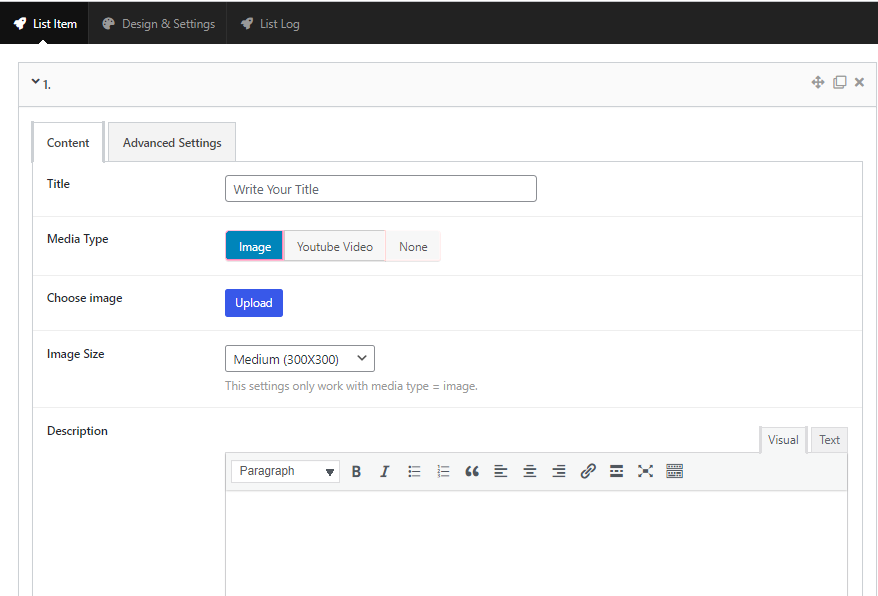 List Item Design & Settings List Log
1.
Content Advanced Settings
Title Write Your Title
Media Type Image Youtube Video None
Choose image Upload
Image Size Medium (300X300)
This settings only work with media type = image.
Description
Visual Text
Paragraph B I